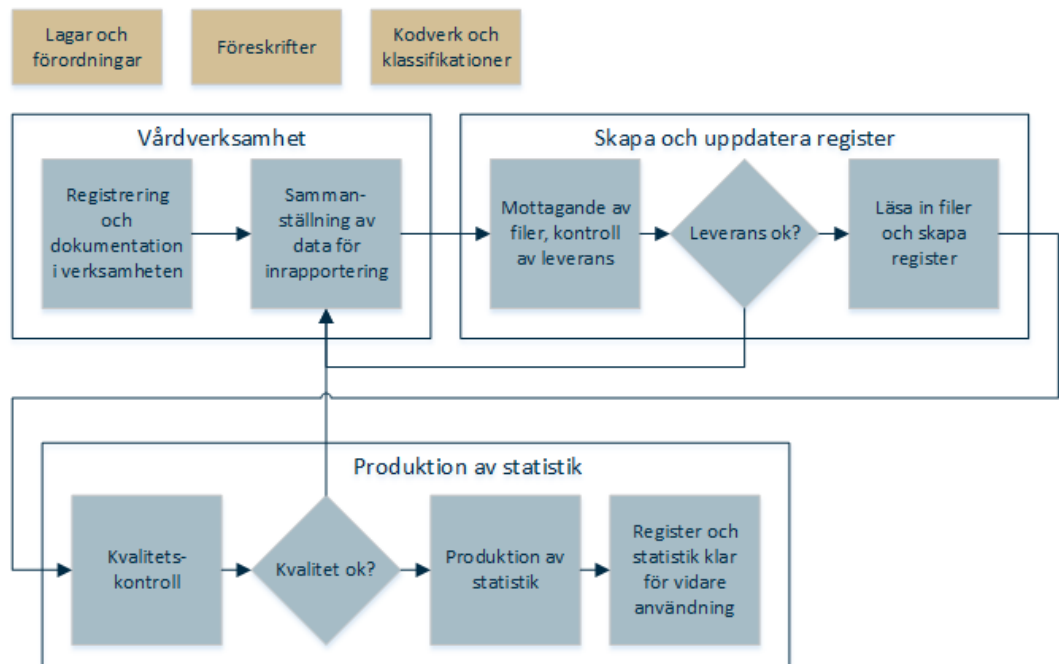 Lagar och
förordningar
Föreskrifter
Kodverk och
klassifikationer
Vårdverksamhet
Registrering
och
dokumentation
i verksamheten
Samman-
ställning av
data för
inrapportering
Skapa och uppdatera register
Mottagande av
filer, kontroll
av leverans
Leverans ok?
Läsa in filer
och skapa
register
Produktion av statistik
Kvalitets-
kontroll
Kvalitet ok?
Produktion av
statistik
Register och
statistik klar
för vidare
användning